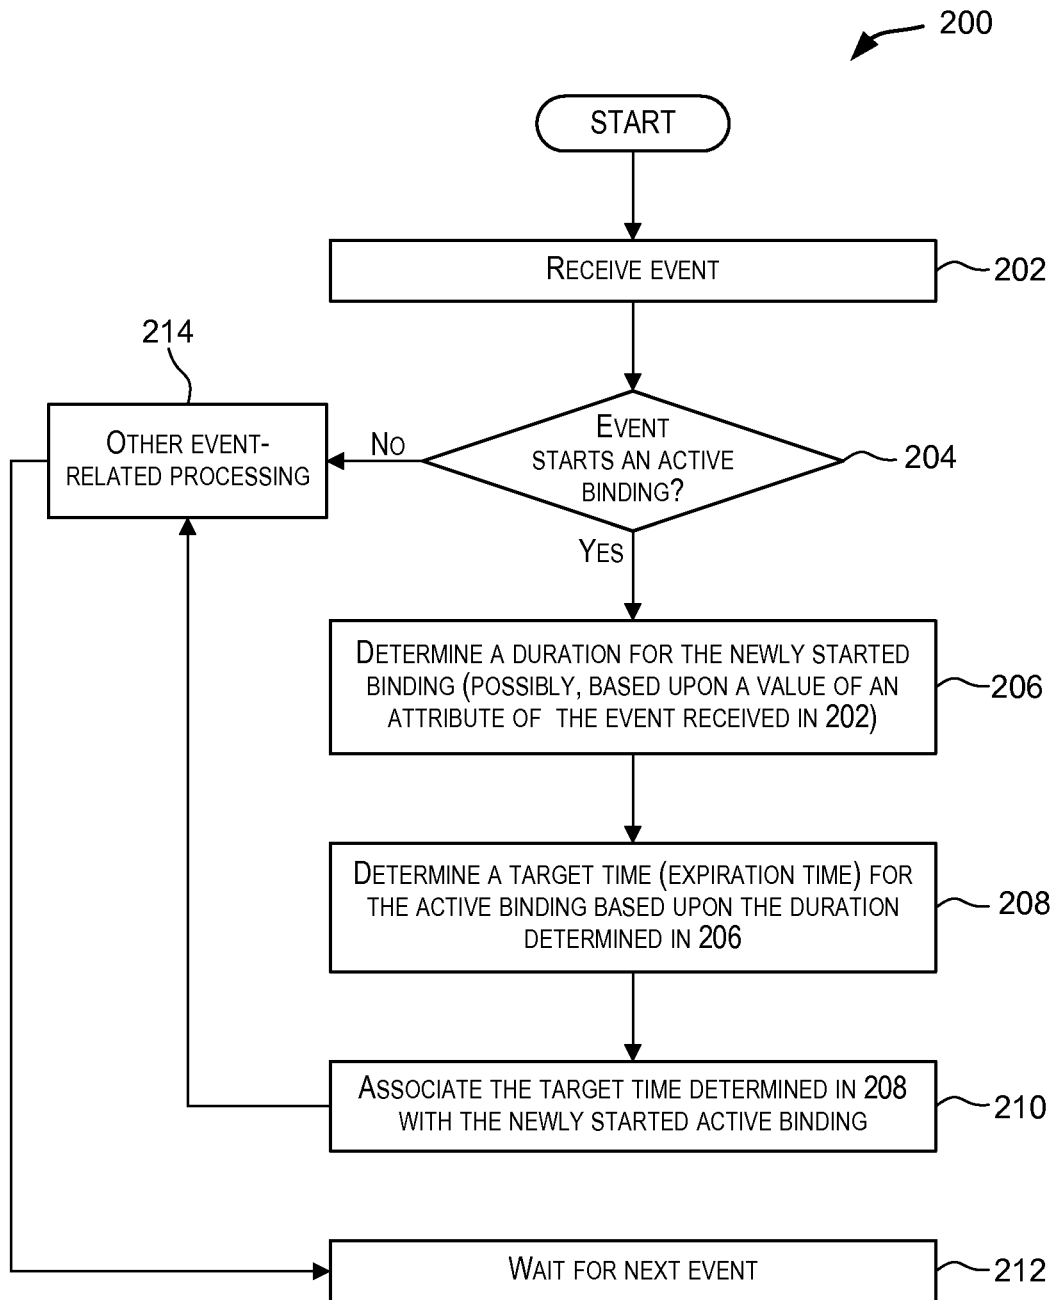 200
START
RECEIVE EVENT
202
214
OTHER EVENT-
RELATED PROCESSING
NO
EVENT
STARTS AN ACTIVE
BINDING?
204
YES
DETERMINE A DURATION FOR THE NEWLY STARTED
BINDING (POSSIBLY, BASED UPON A VALUE OF AN
ATTRIBUTE OF THE EVENT RECEIVED IN 202)
206
DETERMINE A TARGET TIME (EXPIRATION TIME) FOR
THE ACTIVE BINDING BASED UPON THE DURATION
DETERMINED IN 206
208
ASSOCIATE THE TARGET TIME DETERMINED IN 208
WITH THE NEWLY STARTED ACTIVE BINDING
210
WAIT FOR NEXT EVENT
212